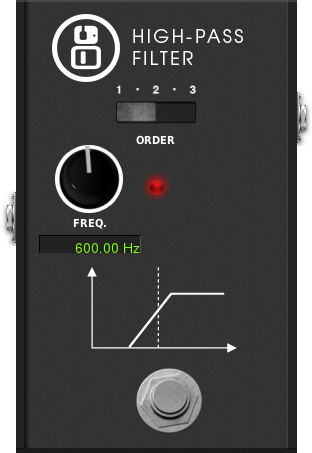 HIGH-PASS
FILTER
1 · 2 · 3
ORDER
FREQ.
600.00 Hz